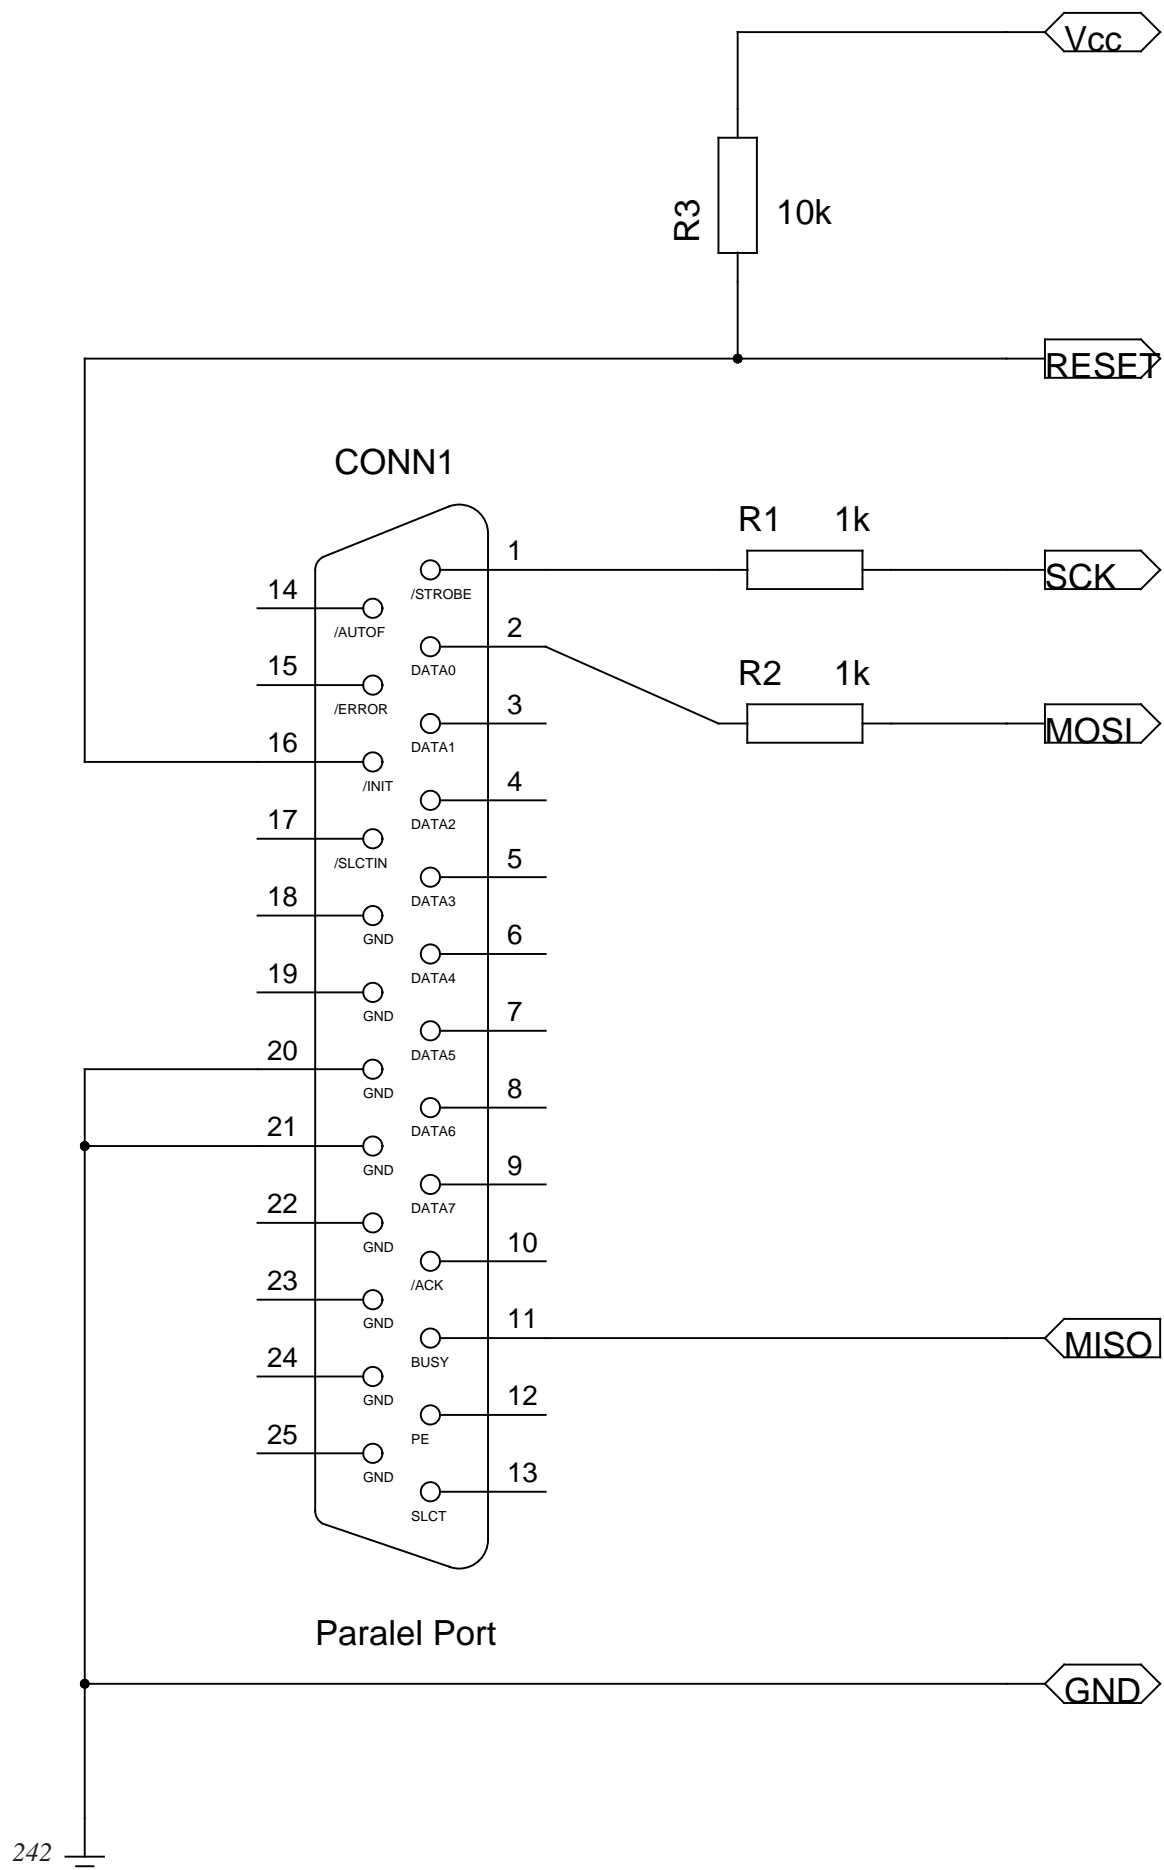 Vcc
R3 10k
RESET
CONN1
R1 1k
1
SCK
/STROBE
14
/AUTOF
2
DATA0
R2 1k
15
/ERROR
3
MOSI
DATA1
16
/INIT
4
DATA2
17
/SLCTIN
5
DATA3
18
GND
6
DATA4
19
GND
7
DATA5
20
GND
8
DATA6
21
GND
9
DATA7
22
GND
10
/ACK
23
GND
11
MISO
BUSY
24
GND
12
PE
25
GND
13
SLCT
Paralel Port
GND
242